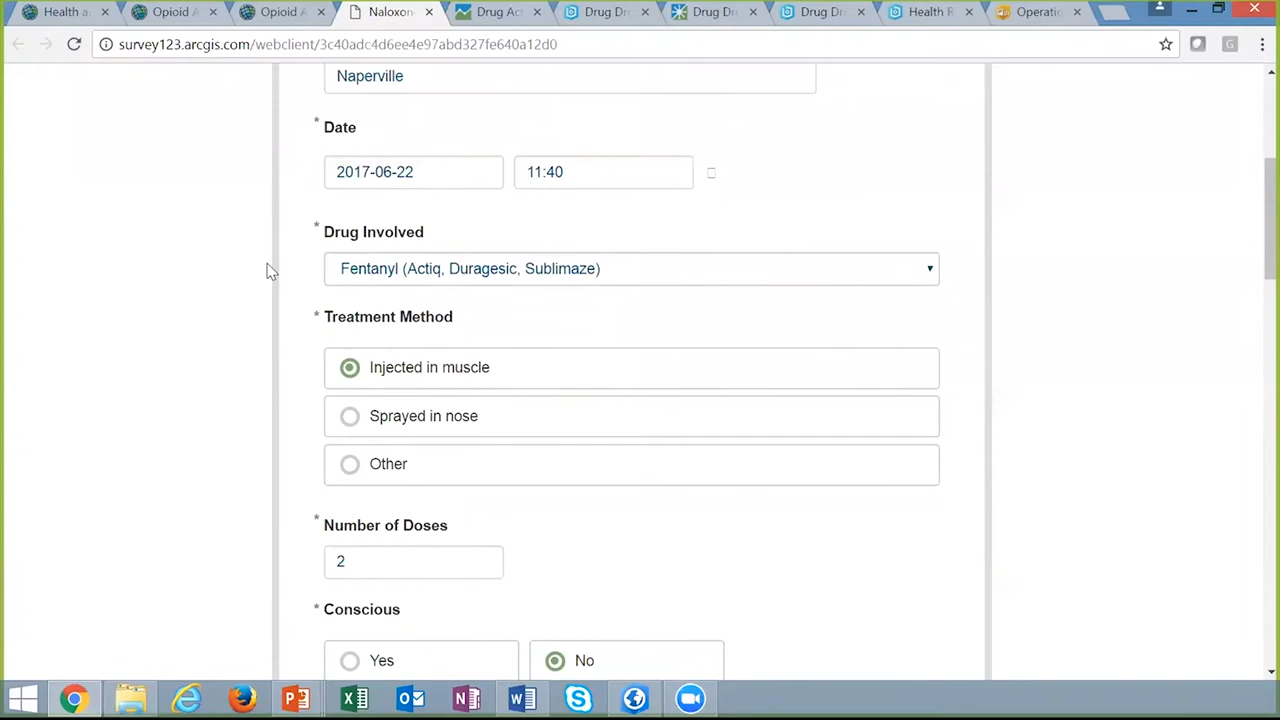 Health a
Opioid A
Opioid A
Naloxon
Drug Act
Drug Dr
Drug De
Drug Dr
Health R
Operatic
survey123.arcgis.com/webclient/3c40adc4d6ee4e97abd327fe640a12d0
G
Naperville
* Date
2017-06-22 11:40
* Drug Involved
Fentanyl (Actiq, Duragesic, Sublimaze)
* Treatment Method
Injected in muscle
Sprayed in nose
Other
* Number of Doses
2
* Conscious
Yes No